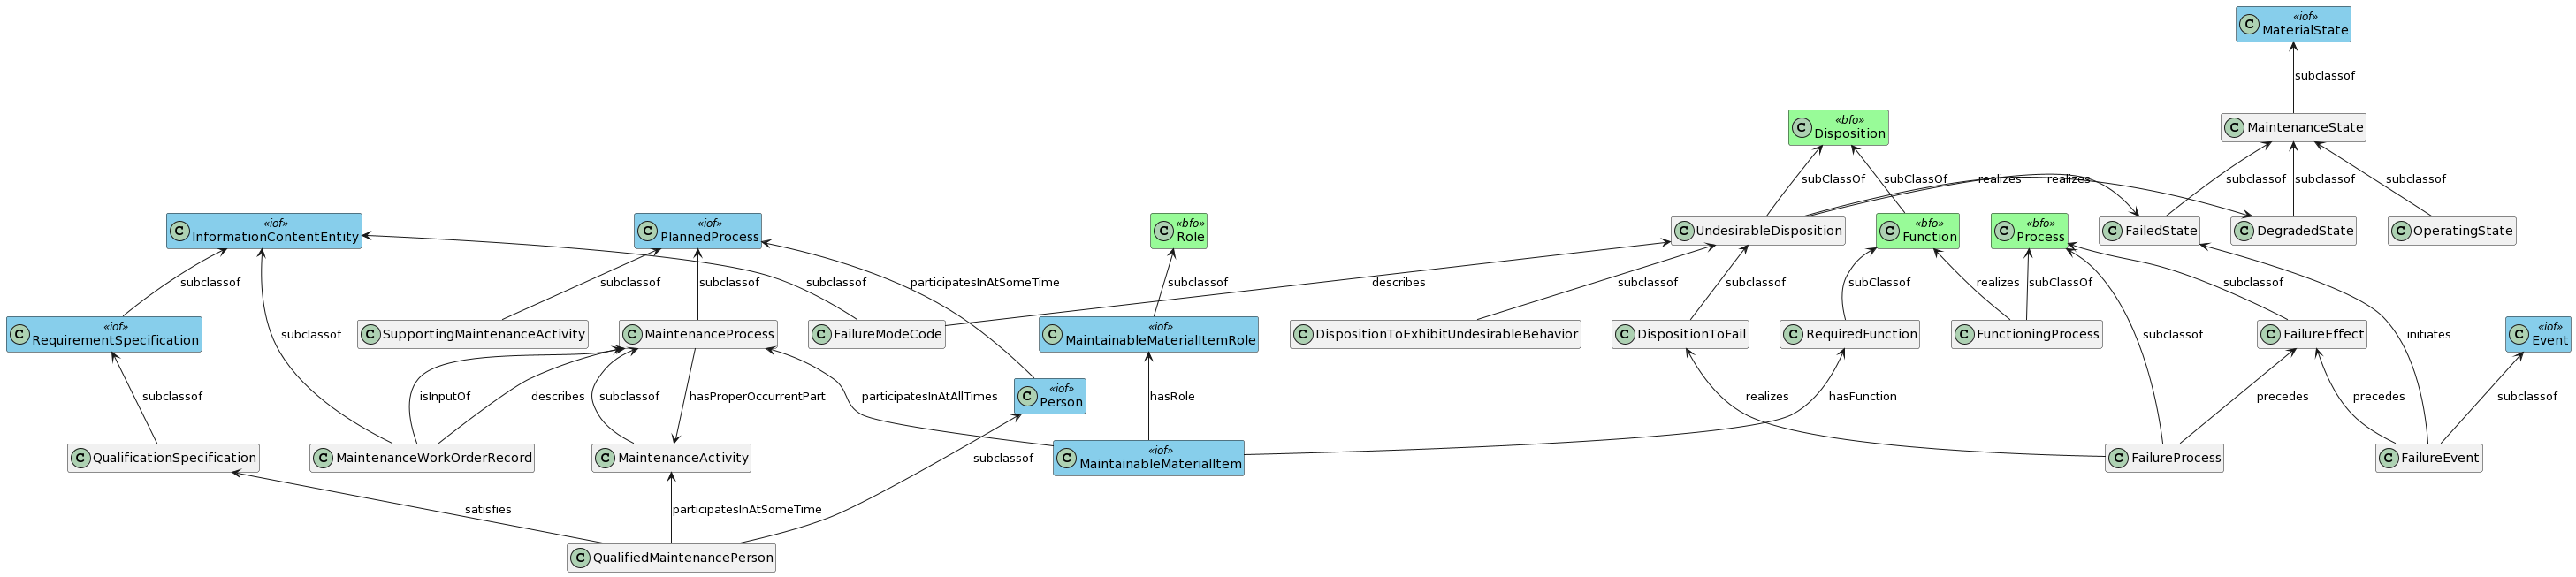 «iof»
C MaterialState
subclassof
«bfo»
C Disposition
C MaintenanceState
subClassOf
subClassOf
realizes
realizes
subclassof
subclassof
subclassof
«iof»
C InformationContentEntity
«iof»
C PlannedProcess
«bfo»
C Role
C UndesirableDisposition
«bfo»
C Function
«bfo»
C Process
C FailedState
C DegradedState
C OperatingState
subclassof
subclassof
subclassof
subclassof
participatesInAtSomeTime
subclassof
describes
subclassof
subclassof
subClassof
realizes
subClassOf
subclassof
subclassof
subclassof
initiates
«iof»
C RequirementSpecification
C SupportingMaintenanceActivity
C MaintenanceProcess
C FailureModeCode
«iof»
C MaintainableMaterialItemRole
C DispositionToExhibitUndesirableBehavior
C DispositionToFail
C RequiredFunction
C FunctioningProcess
C FailureEffect
«iof»
C Event
subclassof
isInputOf
describes
subclassof
hasProperOccurrentPart
participatesInAtAllTimes
«iof»
C Person
hasRole
realizes
hasFunction
precedes
precedes
subclassof
C QualificationSpecification
C MaintenanceWorkOrderRecord
C MaintenanceActivity
subclassof
«iof»
C MaintainableMaterialItem
C FailureProcess
C FailureEvent
satisfies
participatesInAtSomeTime
C QualifiedMaintenancePerson